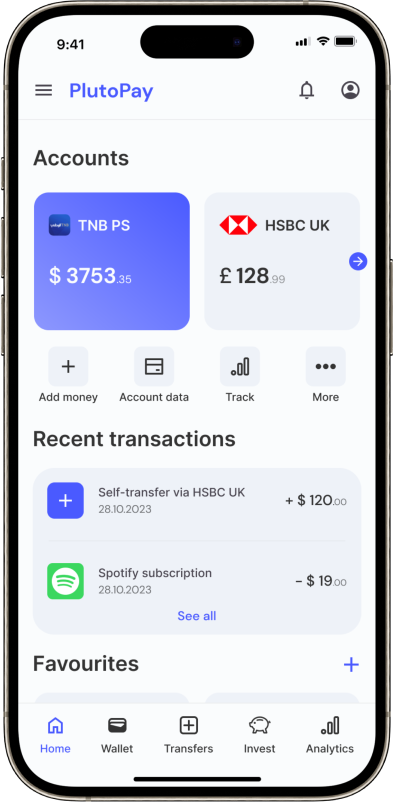 9:41
PlutoPay
Accounts
TNB PS
HSBC UK
$ 3753.35
£ 128.99
Add money
Account data
Track
More
Recent transactions
Self-transfer via HSBC UK
28.10.2023
+ $ 120.00
Spotify subscription
28.10.2023
– $ 19.00
See all
Favourites
Home
Wallet
Transfers
Invest
Analytics